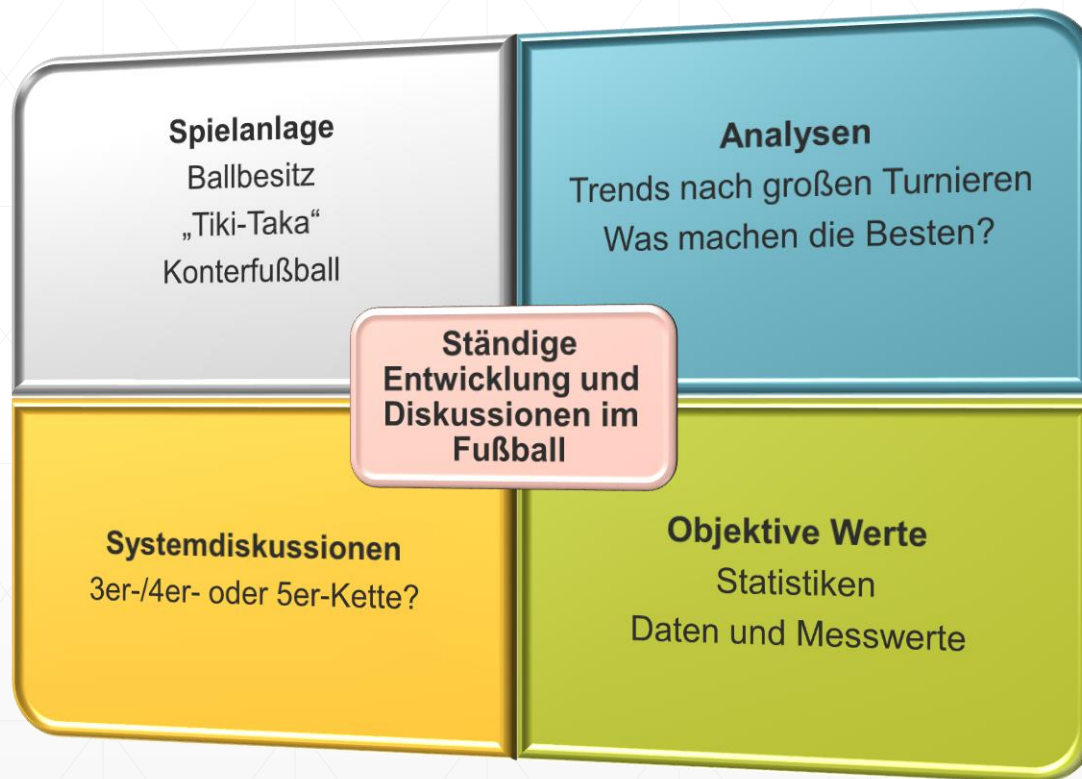 Spielanlage
Ballbesitz
„Tiki-Taka“
Konterfußball
Analysen
Trends nach großen Turnieren
Was machen die Besten?
Ständige
Entwicklung und
Diskussionen im
Fußball
Systemdiskussionen
3er-/4er- oder 5er-Kette?
Objektive Werte
Statistiken
Daten und Messwerte